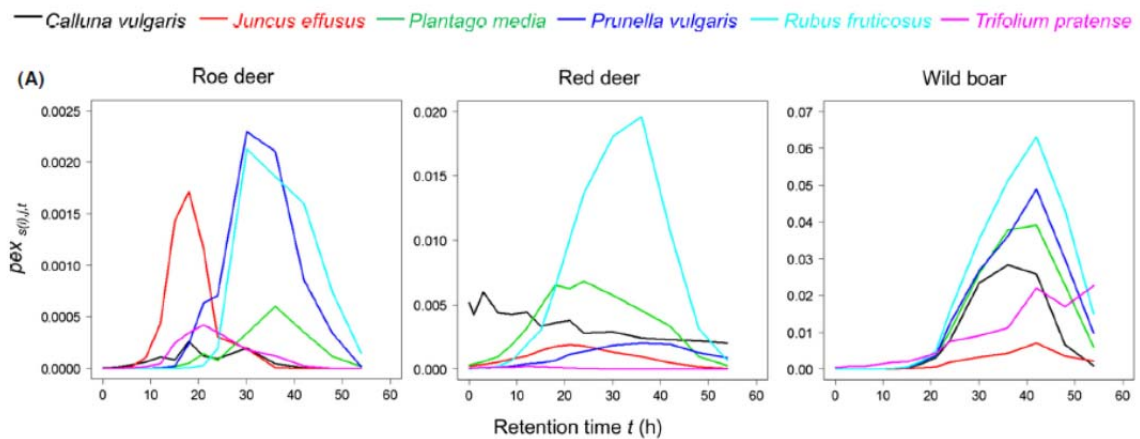 Calluna vulgaris Juncus effusus Plantago media Prunella vulgaris Rubus fruticosus Trifolium pratense
(A) Roe deer Red deer Wild boar
0.0025 0.020 0.07
0.0020 0.015 0.06
0.0015 0.010 0.05
0.0010 0.005 0.04
0.0005 0.000 0.03
0.0000 0.02
0.01
0.00
pex s(i),j,t
0 10 20 30 40 50 60 0 10 20 30 40 50 60 0 10 20 30 40 50 60
Retention time t (h)